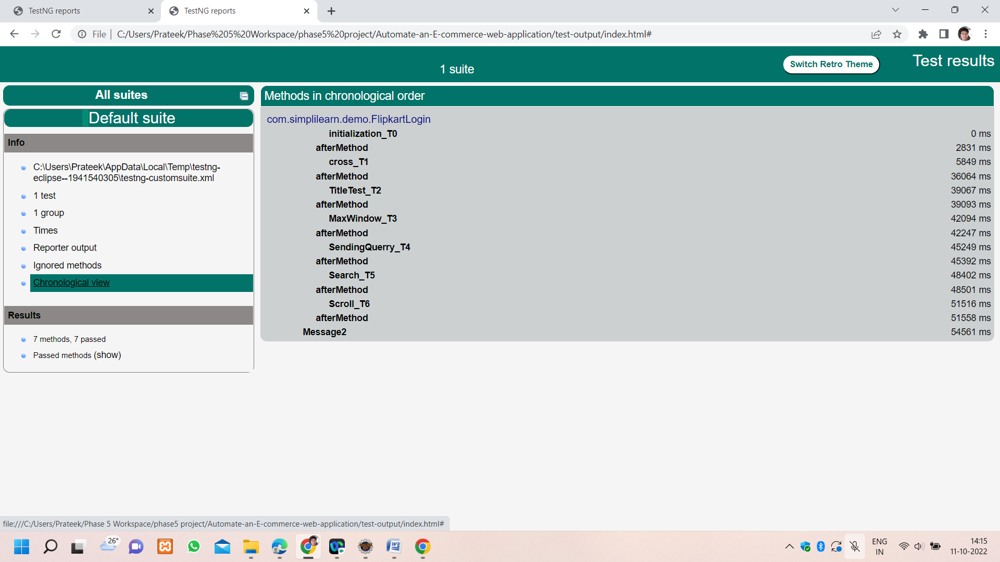 TestNG reports
TestNG reports
File | C:/Users/Prateek/Phase%205%20Workspace/phase5%20project/Automate-an-E-commerce-web-application/test-output/index.html#
1 suite
Switch Retro Theme
Test results
All suites
Default suite
Info
C:\Users\Prateek\AppData\Local\Temp\testng-
eclipse--1941540305\testng-customsuite.xml
1 test
1 group
Times
Reporter output
Ignored methods
Chronological view
Results
7 methods, 7 passed
Passed methods (show)
Methods in chronological order
com.simplilearn.demo.FlipkartLogin
initialization_T0 0 ms
afterMethod 2831 ms
cross_T1 5849 ms
afterMethod 36064 ms
TitleTest_T2 39067 ms
afterMethod 39093 ms
MaxWindow_T3 42094 ms
afterMethod 42247 ms
SendingQuerry_T4 45249 ms
afterMethod 45392 ms
Search_T5 48402 ms
afterMethod 48501 ms
Scroll_T6 51516 ms
afterMethod 51558 ms
Message2 54561 ms
file:///C:/Users/Prateek/Phase 5 Workspace/phase5 project/Automate-an-E-commerce-web-application/test-output/index.html#
26°
ENG
IN
14:15
11-10-2022